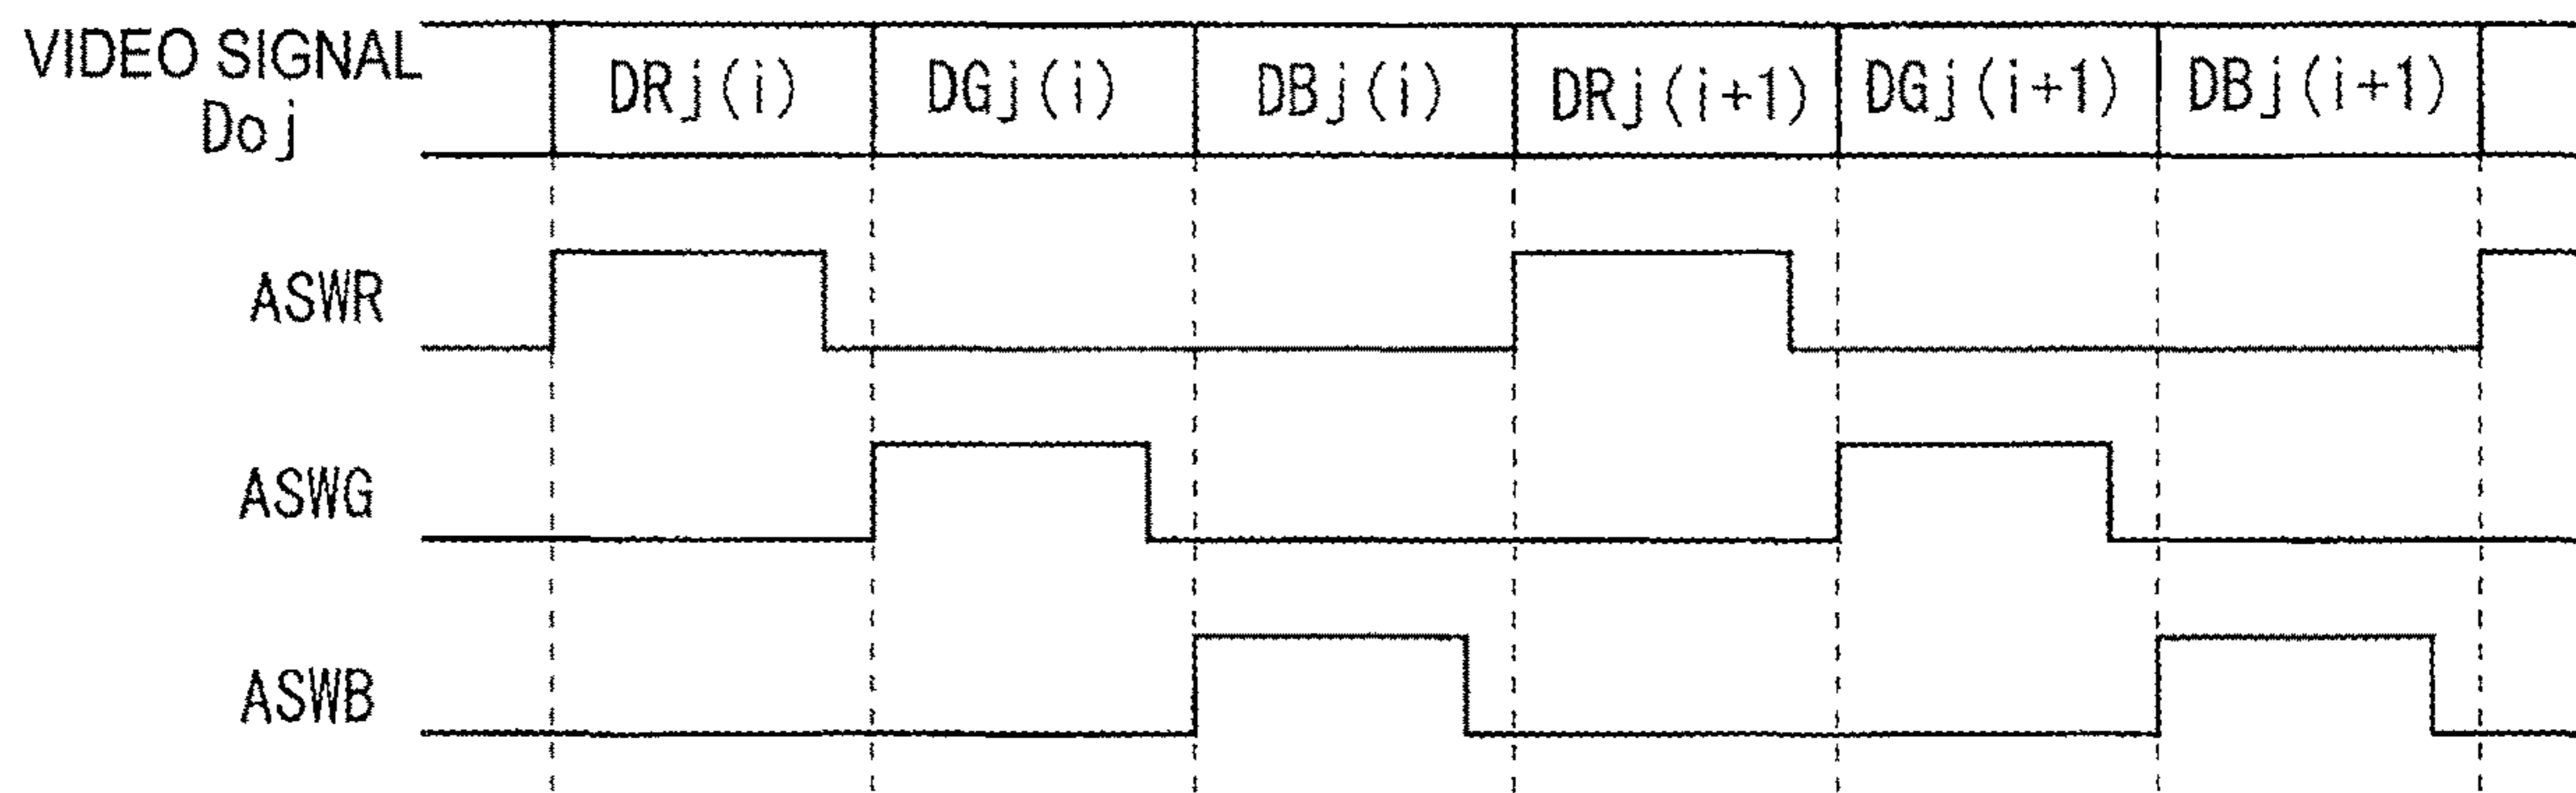 VIDEO SIGNAL
Doj
DRj(i) DGj(i) DBj(i) DRj(i+1) DGj(i+1) DBj(i+1)
ASWR
ASWG
ASWB